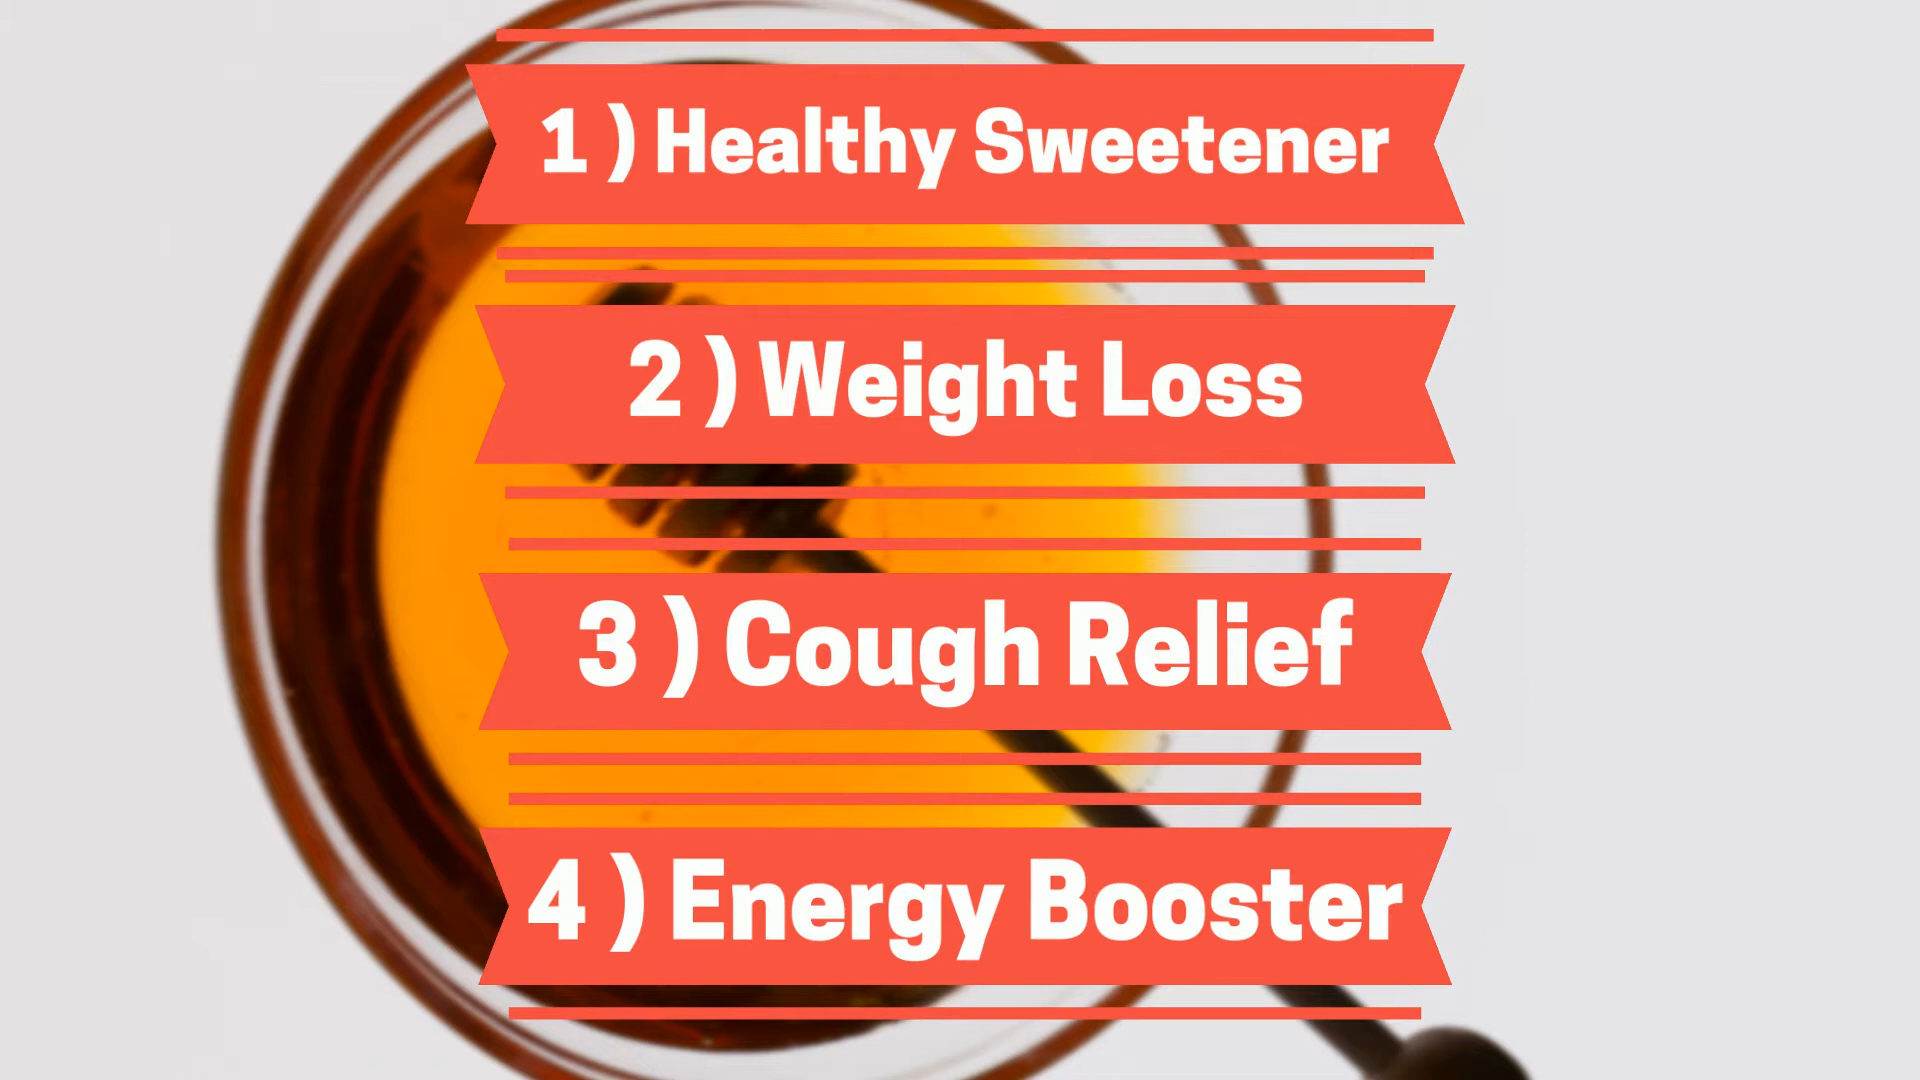 1 ) Healthy Sweetener
2 ) Weight Loss
3 ) Cough Relief
4 ) Energy Booster